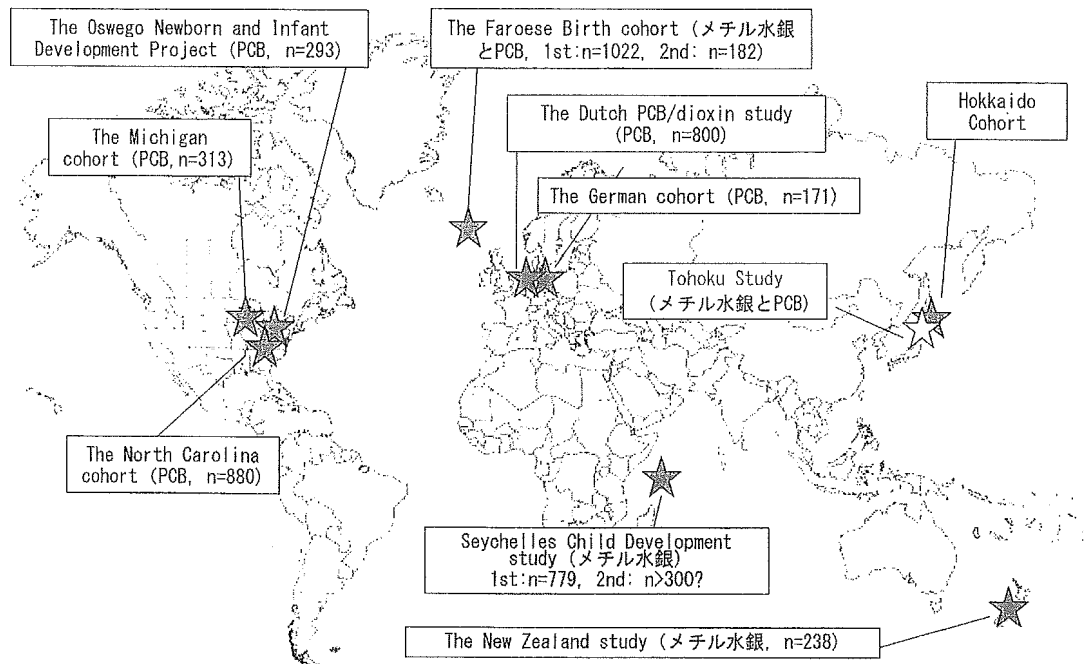 The Oswego Newborn and Infant
Development Project (PCB, n=293)
The Faroese Birth cohort (メチル水銀
とPCB, 1st:n=1022, 2nd: n=182)
The Michigan
cohort (PCB,n=313)
The Dutch PCB/dioxin study
(PCB, n=800)
Hokkaido
Cohort
The German cohort (PCB, n=171)
Tohoku Study
(メチル水銀とPCB)
The North Carolina
cohort (PCB, n=880)
Seychelles Child Development
study (メチル水銀)
1st:n=779, 2nd: n>300?
The New Zealand study (メチル水銀, n=238)